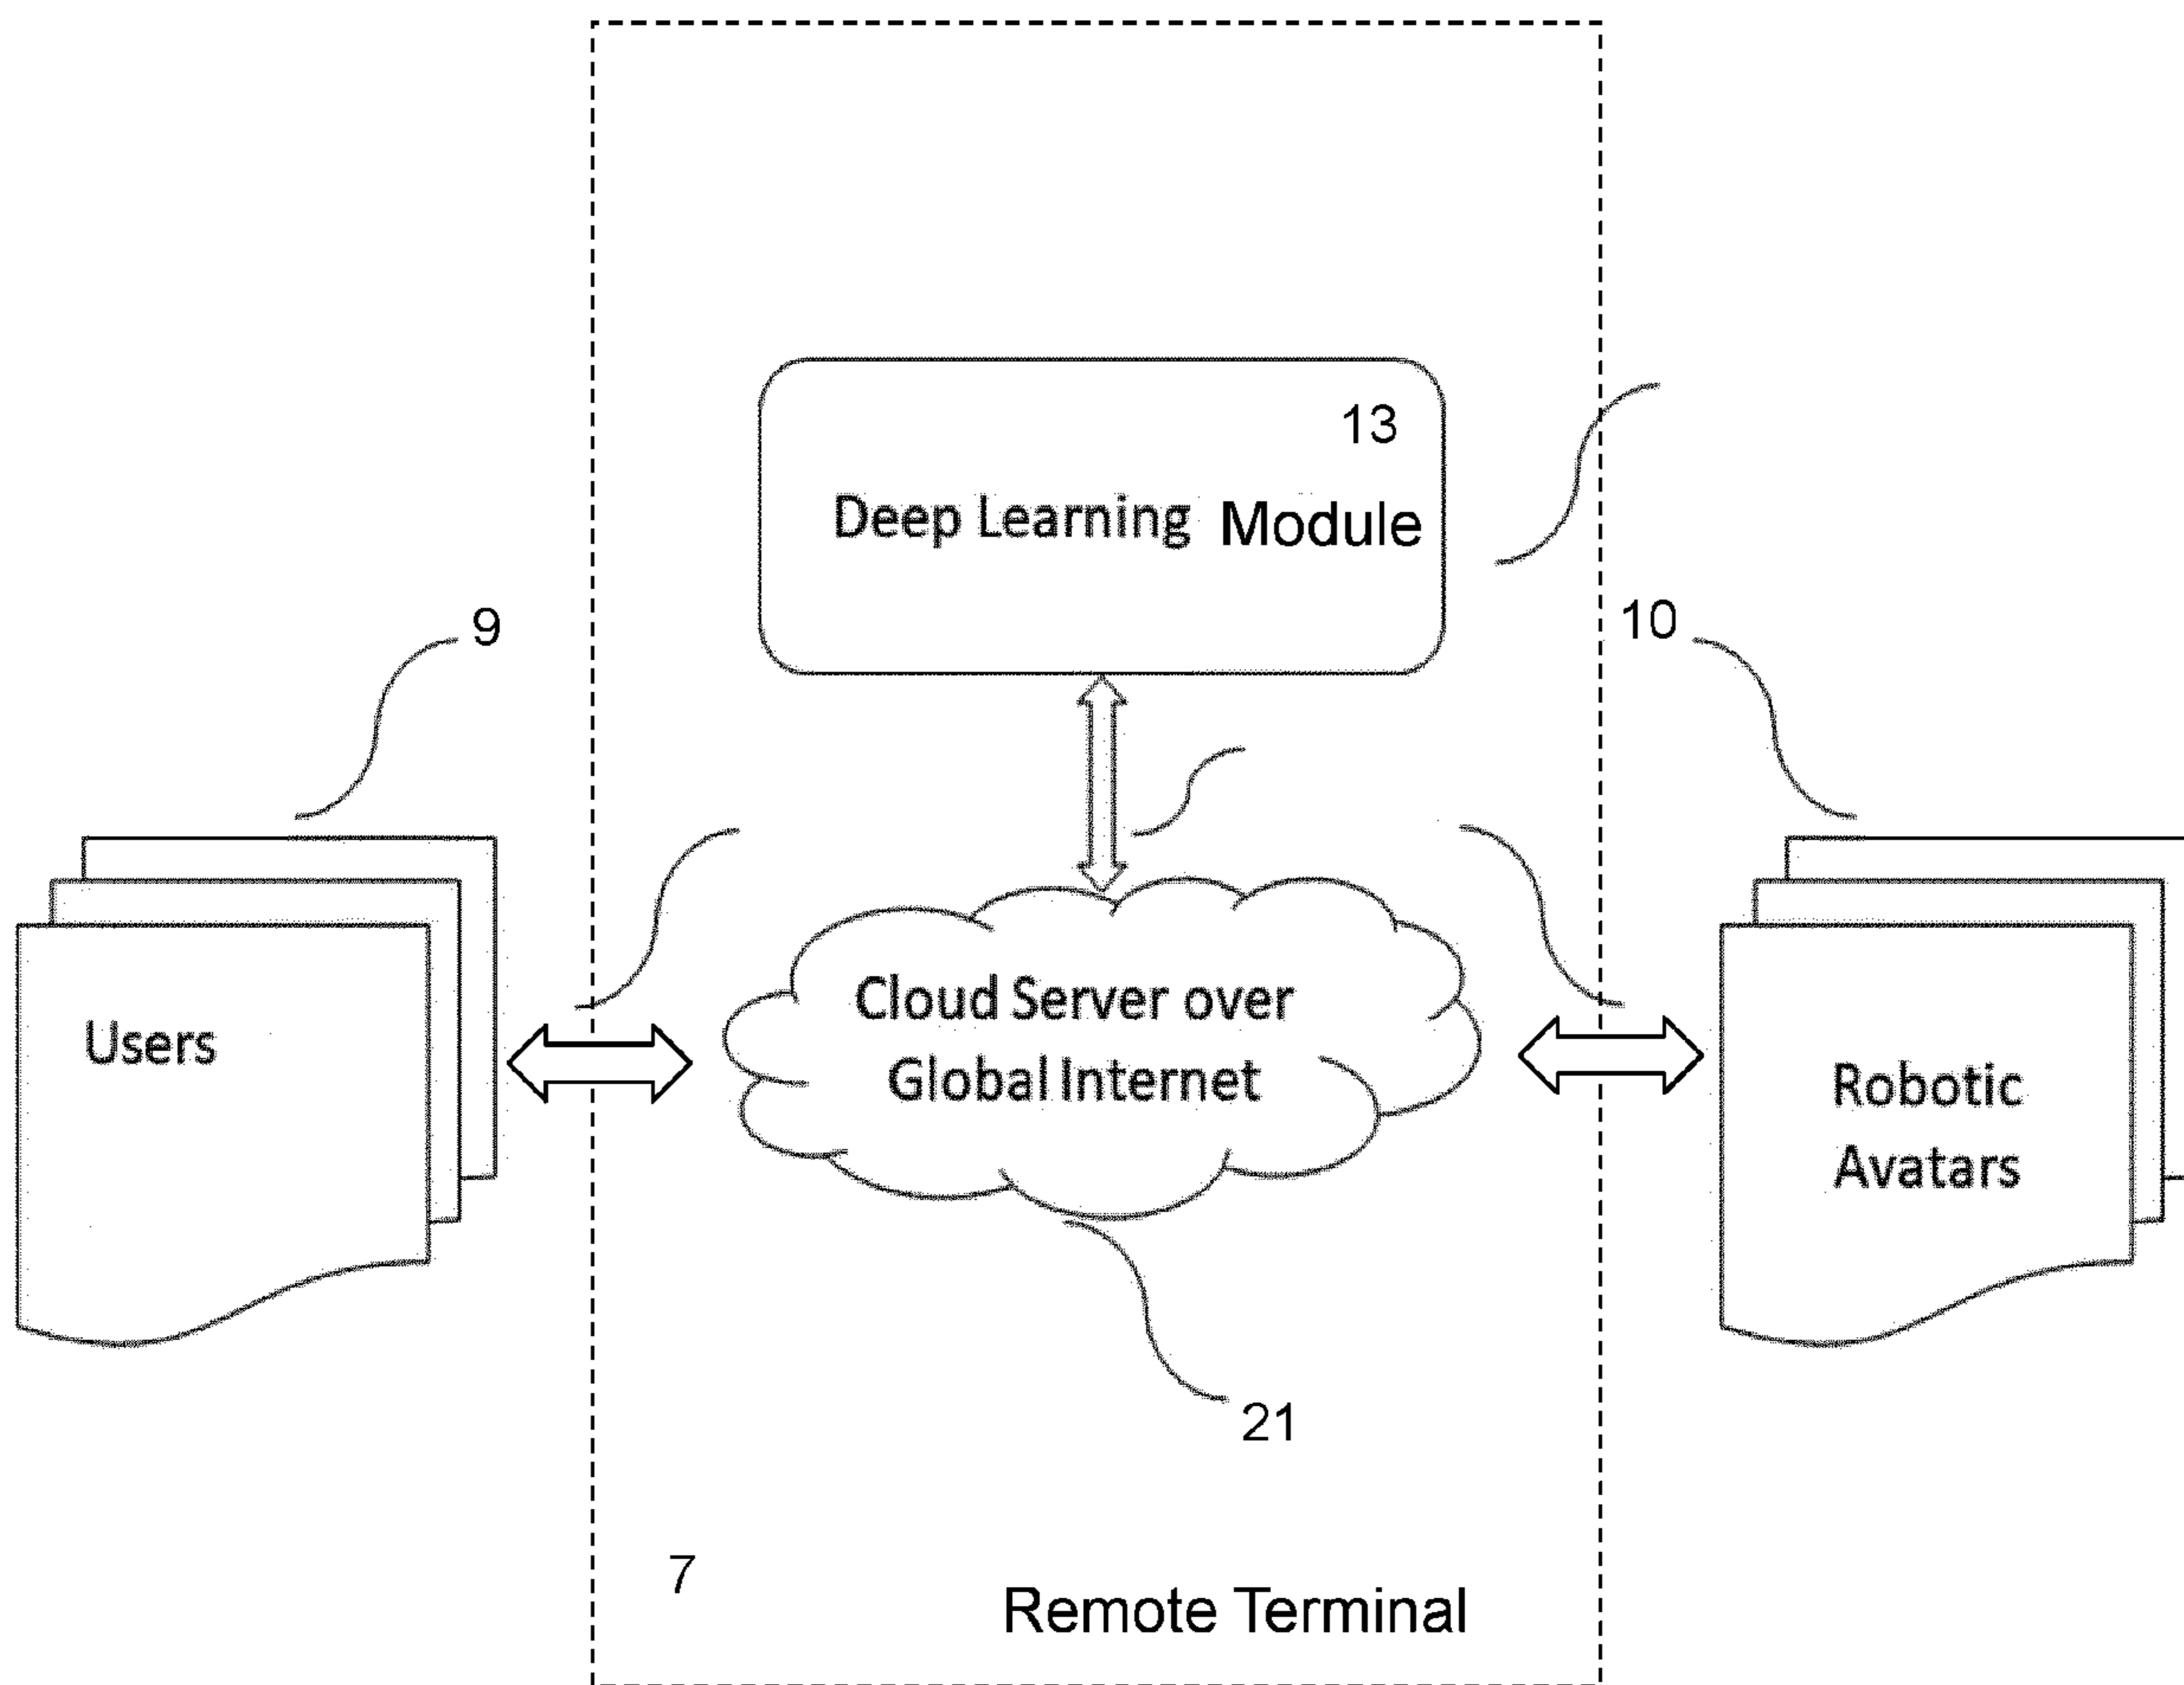 13
Deep Learning Module
9
10
Cloud Server over
Global Internet
Users
Robotic
Avatars
21
7
Remote Terminal